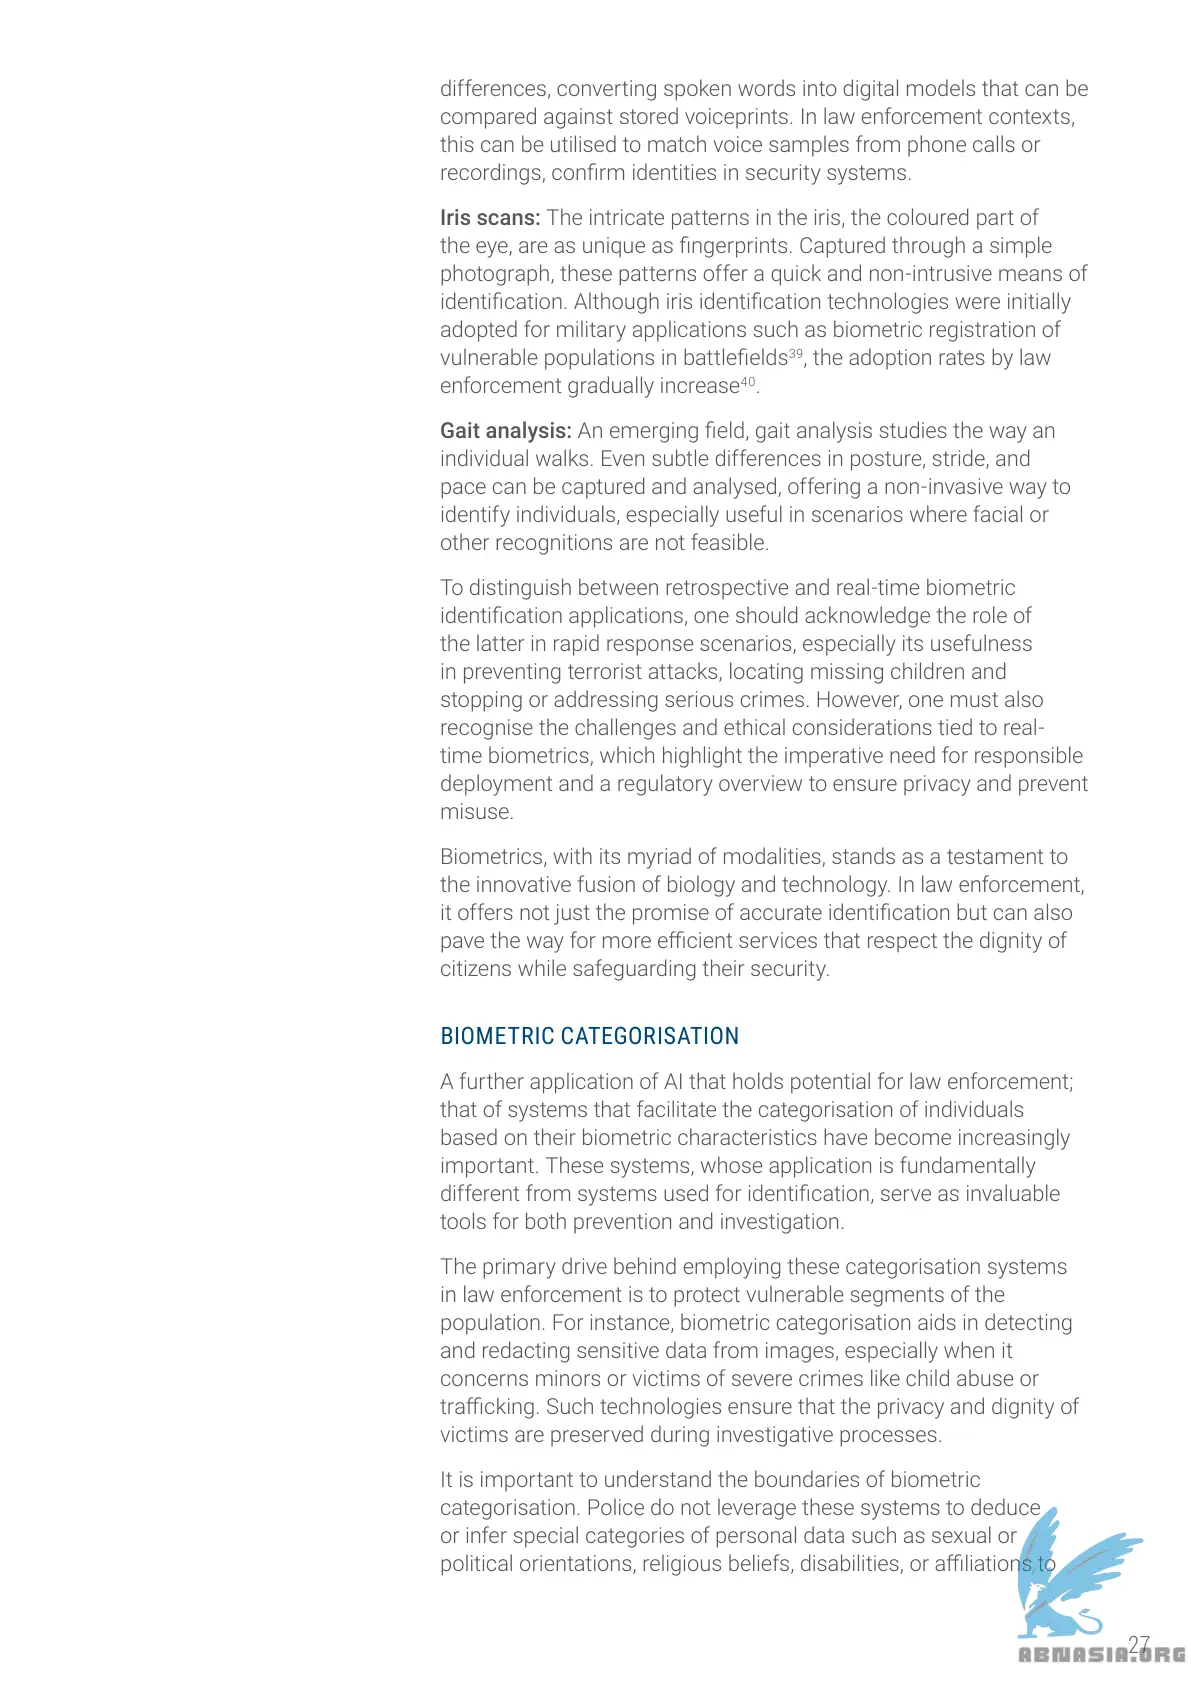 differences, converting spoken words into digital models that can be
compared against stored voiceprints. In law enforcement contexts,
this can be utilised to match voice samples from phone calls or
recordings, confirm identities in security systems.
Iris scans: The intricate patterns in the iris, the coloured part of
the eye, are as unique as fingerprints. Captured through a simple
photograph, these patterns offer a quick and non-intrusive means of
identification. Although iris identification technologies were initially
adopted for military applications such as biometric registration of
vulnerable populations in battlefields³⁹, the adoption rates by law
enforcement gradually increase⁴⁰.
Gait analysis: An emerging field, gait analysis studies the way an
individual walks. Even subtle differences in posture, stride, and
pace can be captured and analysed, offering a non-invasive way to
identify individuals, especially useful in scenarios where facial or
other recognitions are not feasible.
To distinguish between retrospective and real-time biometric
identification applications, one should acknowledge the role of
the latter in rapid response scenarios, especially its usefulness
in preventing terrorist attacks, locating missing children and
stopping or addressing serious crimes. However, one must also
recognise the challenges and ethical considerations tied to real-
time biometrics, which highlight the imperative need for responsible
deployment and a regulatory overview to ensure privacy and prevent
misuse.
Biometrics, with its myriad of modalities, stands as a testament to
the innovative fusion of biology and technology. In law enforcement,
it offers not just the promise of accurate identification but can also
pave the way for more efficient services that respect the dignity of
citizens while safeguarding their security.
BIOMETRIC CATEGORISATION
A further application of AI that holds potential for law enforcement;
that of systems that facilitate the categorisation of individuals
based on their biometric characteristics have become increasingly
important. These systems, whose application is fundamentally
different from systems used for identification, serve as invaluable
tools for both prevention and investigation.
The primary drive behind employing these categorisation systems
in law enforcement is to protect vulnerable segments of the
population. For instance, biometric categorisation aids in detecting
and redacting sensitive data from images, especially when it
concerns minors or victims of severe crimes like child abuse or
trafficking. Such technologies ensure that the privacy and dignity of
victims are preserved during investigative processes.
It is important to understand the boundaries of biometric
categorisation. Police do not leverage these systems to deduce
or infer special categories of personal data such as sexual or
political orientations, religious beliefs, disabilities, or affiliations to
27
ABNASIA.ORG